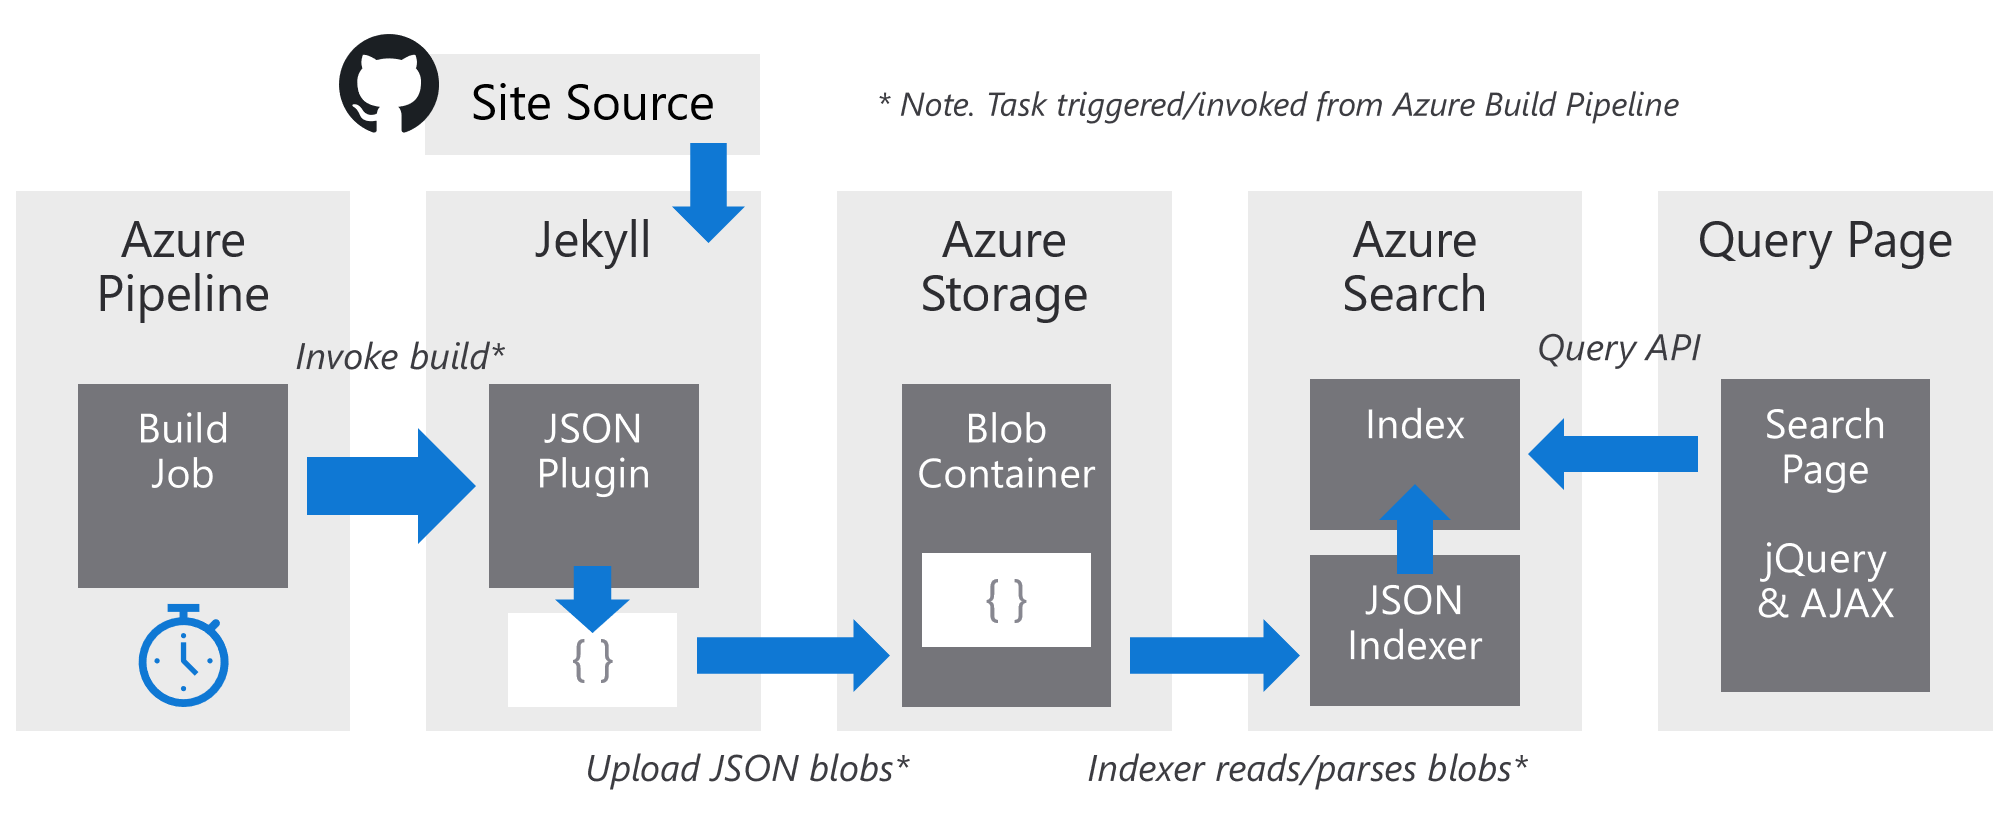 Site Source
* Note. Task triggered/invoked from Azure Build Pipeline
Azure
Pipeline
Invoke build*
Build
Job
Jekyll
JSON
Plugin
{ }
Upload JSON blobs*
Azure
Storage
Blob
Container
{ }
Indexer reads/parses blobs*
Azure
Search
Index
JSON
Indexer
Query API
Query Page
Search
Page
jQuery
& AJAX